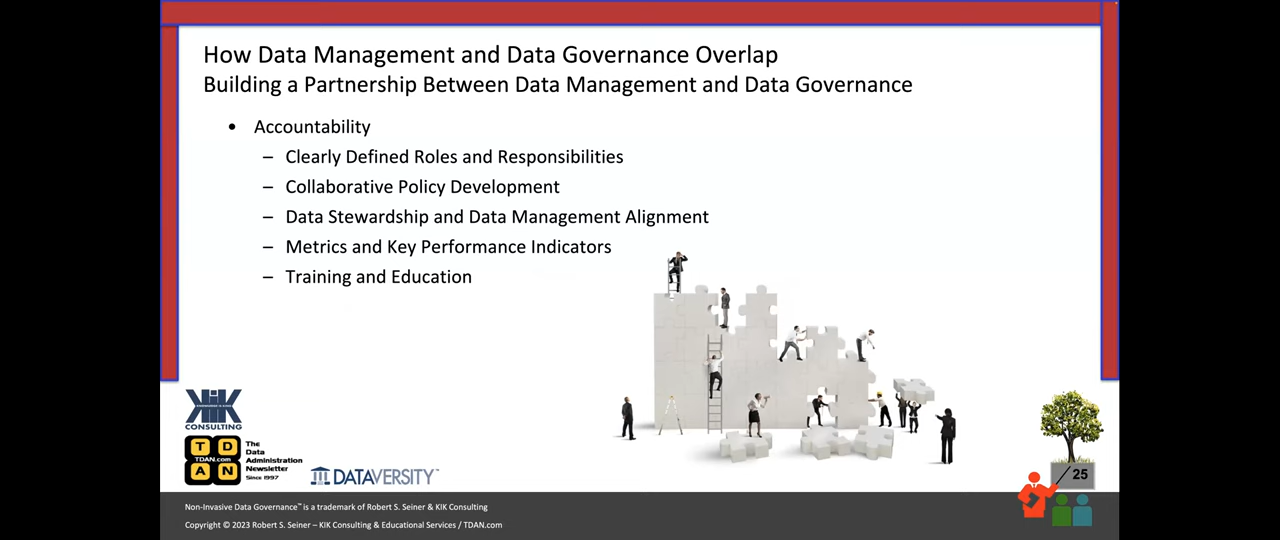 How Data Management and Data Governance Overlap
Building a Partnership Between Data Management and Data Governance
• Accountability
– Clearly Defined Roles and Responsibilities
– Collaborative Policy Development
– Data Stewardship and Data Management Alignment
– Metrics and Key Performance Indicators
– Training and Education
KIK
CONSULTING
T D
TDAN.com
A N
The
Data
Administration
Newsletter
Since 1997
DATAVERSITY™
25
Non-Invasive Data Governance™ is a trademark of Robert S. Seiner & KIK Consulting
Copyright © 2023 Robert S. Seiner – KIK Consulting & Educational Services / TDAN.com